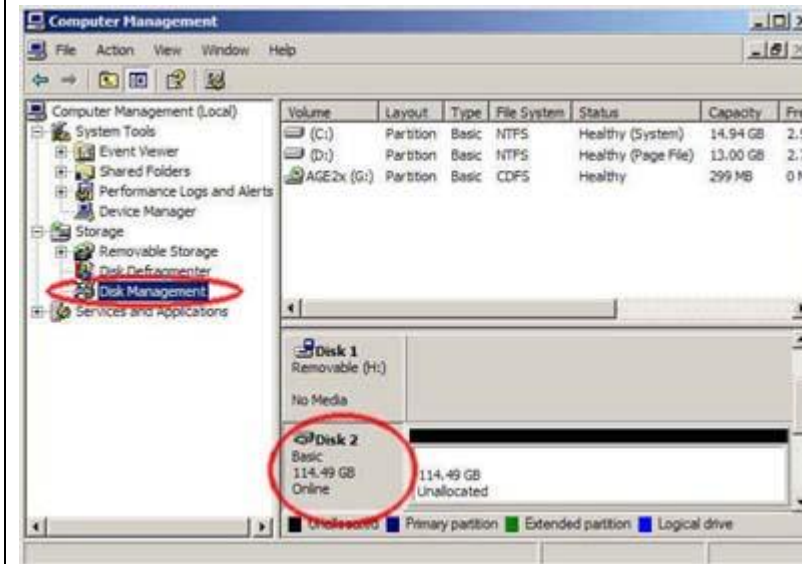 Computer Management
File Action View Window Help
Computer Management (Local)
System Tools
Event Viewer
Shared Folders
Performance Logs and Alerts
Device Manager
Storage
Removable Storage
Disk Defragmenter
Disk Management
Services and Applications
Volume Layout Type File System Status Capacity Fre
(C:) Partition Basic NTFS Healthy (System) 14.94 GB
(D:) Partition Basic NTFS Healthy (Page File) 13.00 GB
AGE2x (G:) Partition Basic CDFS Healthy 299 MB
Disk 1
Removable (H:)
No Media
Disk 2
Basic
114.49 GB
Online
114.49 GB
Unallocated
Unallocated Primary partition Extended partition Logical drive